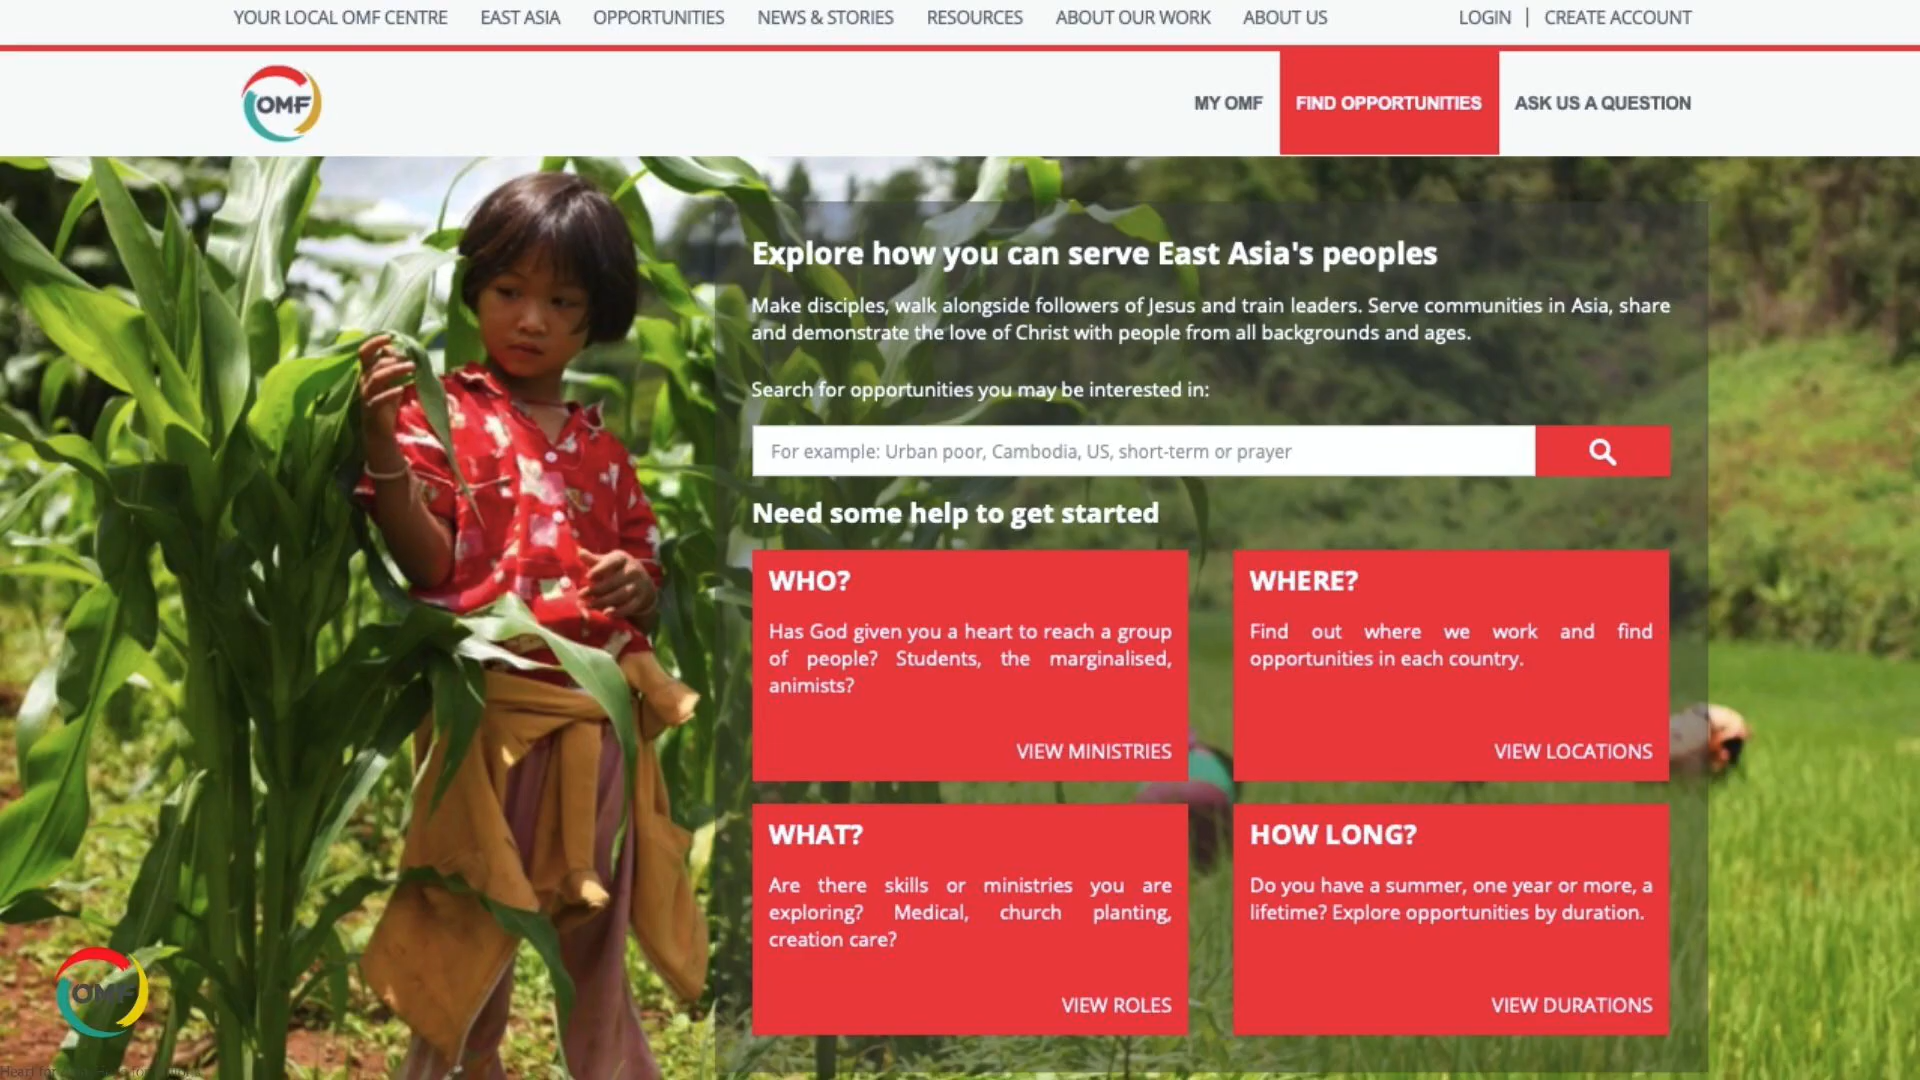 YOUR LOCAL OMF CENTRE EAST ASIA OPPORTUNITIES NEWS & STORIES RESOURCES ABOUT OUR WORK ABOUT US LOGIN | CREATE ACCOUNT
OMF MY OMF FIND OPPORTUNITIES ASK US A QUESTION
Explore how you can serve East Asia's peoples
Make disciples, walk alongside followers of Jesus and train leaders. Serve communities in Asia, share
and demonstrate the love of Christ with people from all backgrounds and ages.
Search for opportunities you may be interested in:
For example: Urban poor, Cambodia, US, short-term or prayer
Need some help to get started
WHO?
Has God given you a heart to reach a group
of people? Students, the marginalised,
animists?
VIEW MINISTRIES
WHERE?
Find out where we work and find
opportunities in each country.
VIEW LOCATIONS
WHAT?
Are there skills or ministries you are
exploring? Medical, church planting,
creation care?
VIEW ROLES
HOW LONG?
Do you have a summer, one year or more, a
lifetime? Explore opportunities by duration.
VIEW DURATIONS
OMF
Heart for